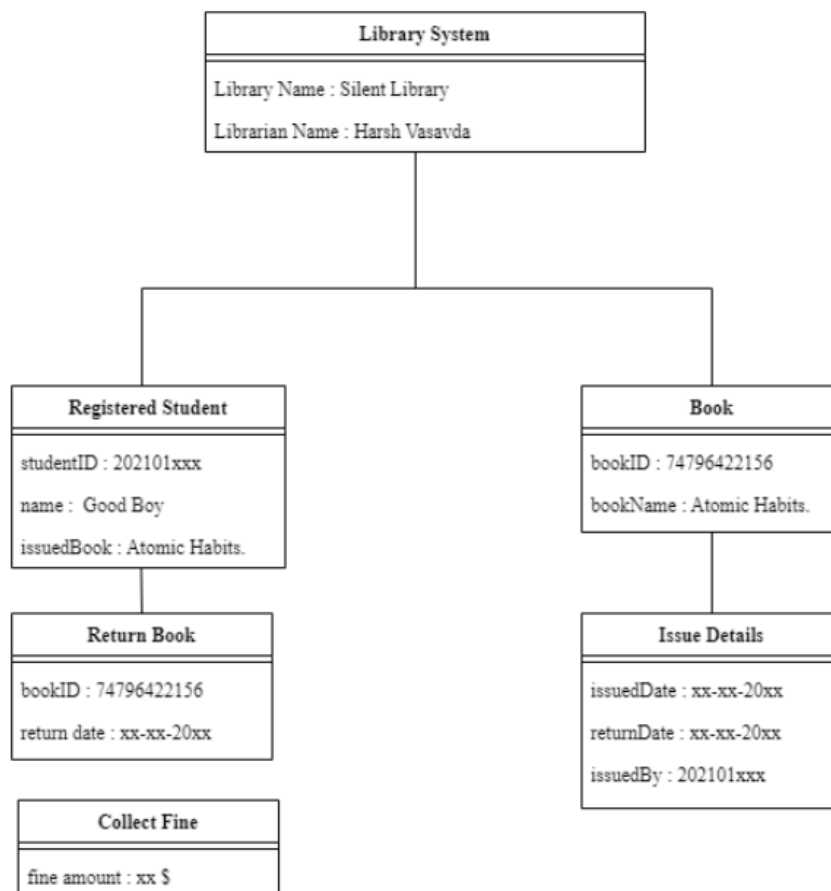 Library System
Library Name : Silent Library
Librarian Name : Harsh Vasavda
Registered Student
studentID : 202101xxx
name : Good Boy
issuedBook : Atomic Habits.
Book
bookID : 74796422156
bookName : Atomic Habits.
Return Book
bookID : 74796422156
return date : xx-xx-20xx
Issue Details
issuedDate : xx-xx-20xx
returnDate : xx-xx-20xx
issuedBy : 202101xxx
Collect Fine
fine amount : xx $